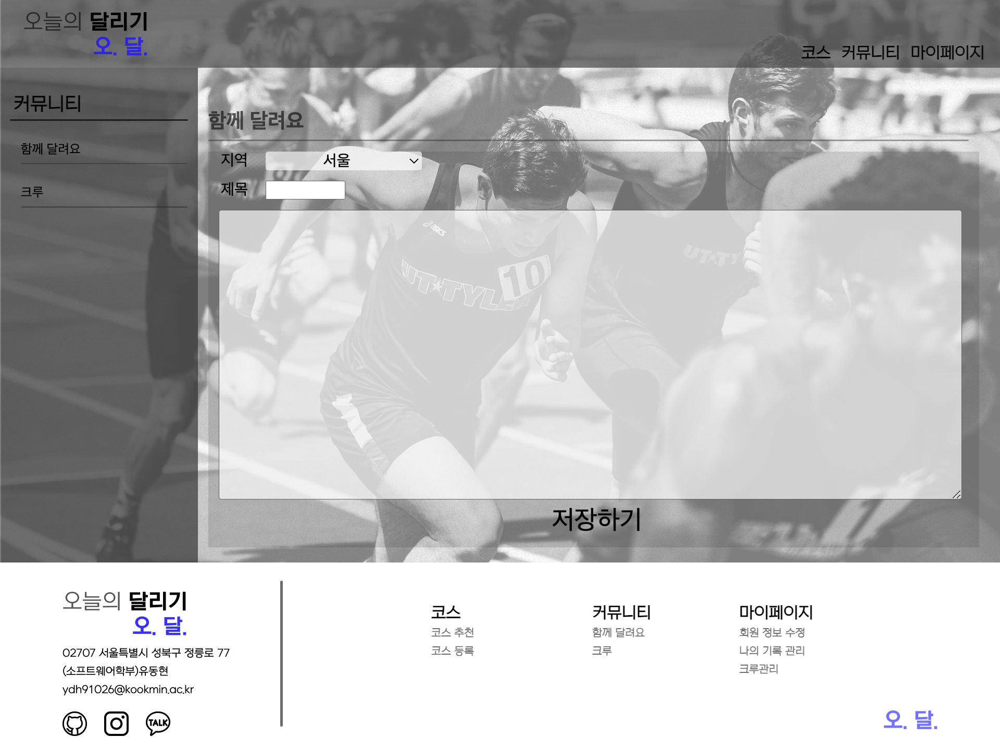 오늘의 달리기
오. 달.
코스 커뮤니티 마이페이지
커뮤니티
함께 달려요
크루
함께 달려요
지역 서울
제목
asics
UT★TYLER
10
UT★TY
저장하기
오늘의 달리기
오. 달.
02707 서울특별시 성북구 정릉로 77
(소프트웨어학부)유동현
ydh91026@kookmin.ac.kr
TALK
코스
코스 추천
코스 등록
커뮤니티
함께 달려요
크루
마이페이지
회원 정보 수정
나의 기록 관리
크루관리
오. 달.